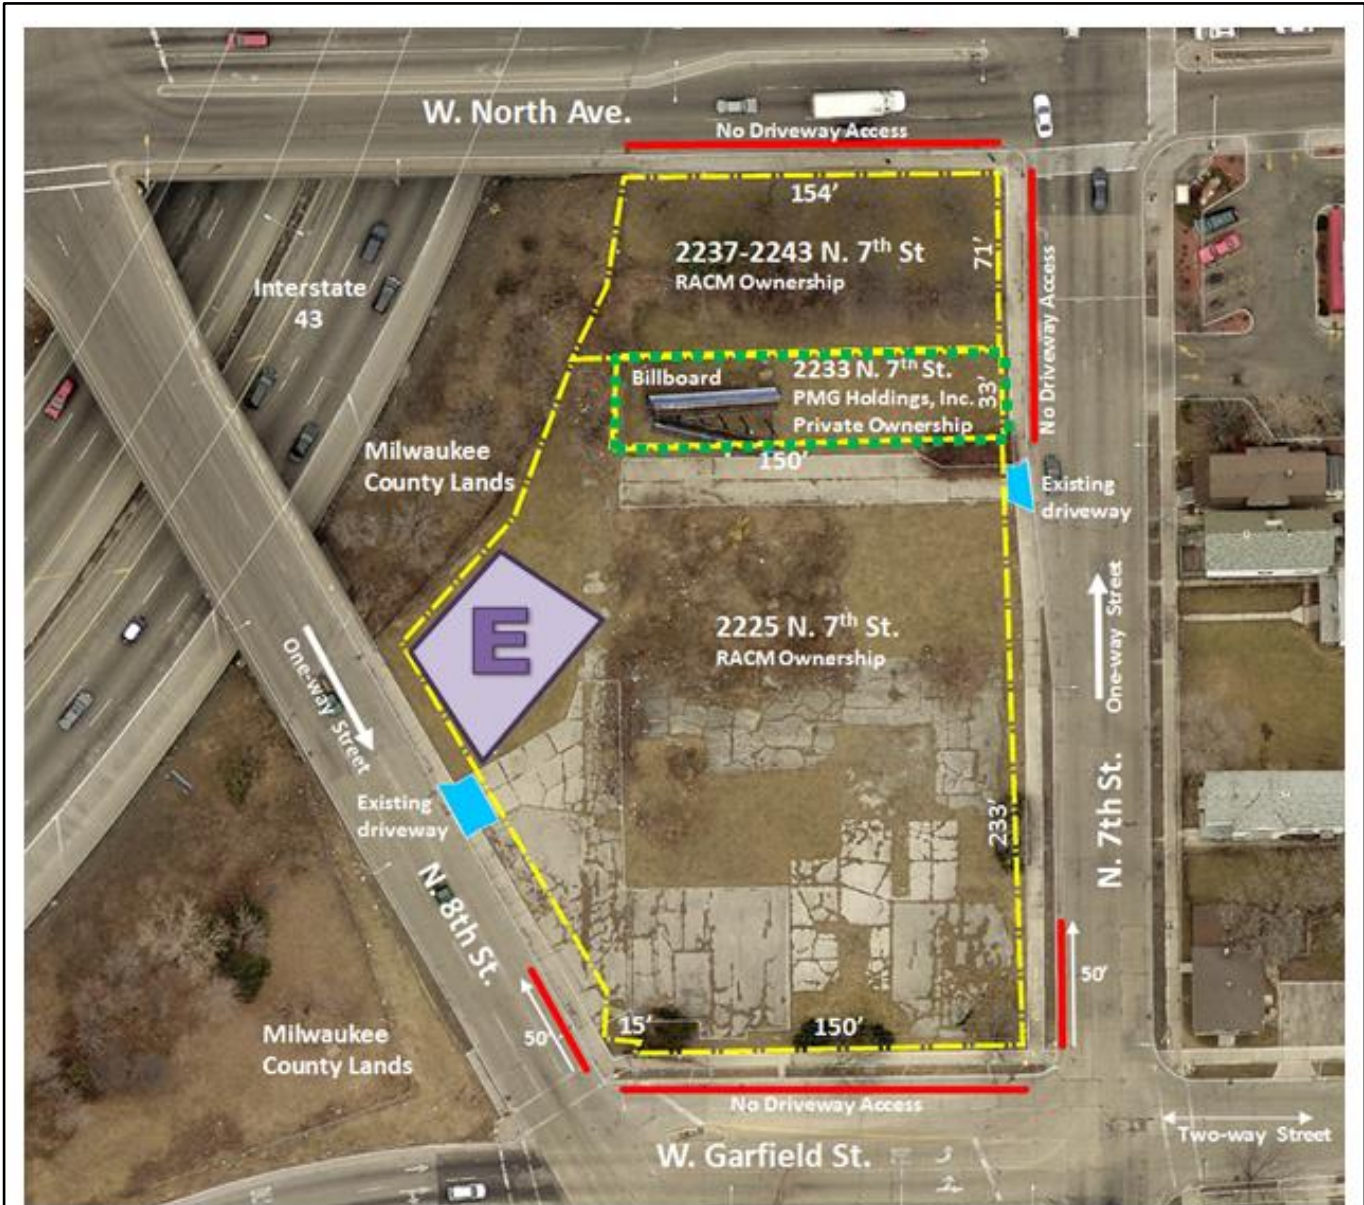 W. North Ave.
No Driveway Access
154’
2237-2243 N. 7th St
RACM Ownership
71’
No Driveway Access
Interstate
43
Billboard
2233 N. 7th St.
PMG Holdings, Inc.
Private Ownership
33’
150’
Milwaukee
County Lands
Existing
driveway
E
2225 N. 7th St.
RACM Ownership
One-way Street
One-way Street
Existing
driveway
233’
N. 7th St.
N. 8th St.
50’
50’
15’
150’
Milwaukee
County Lands
No Driveway Access
Two-way Street
W. Garfield St.